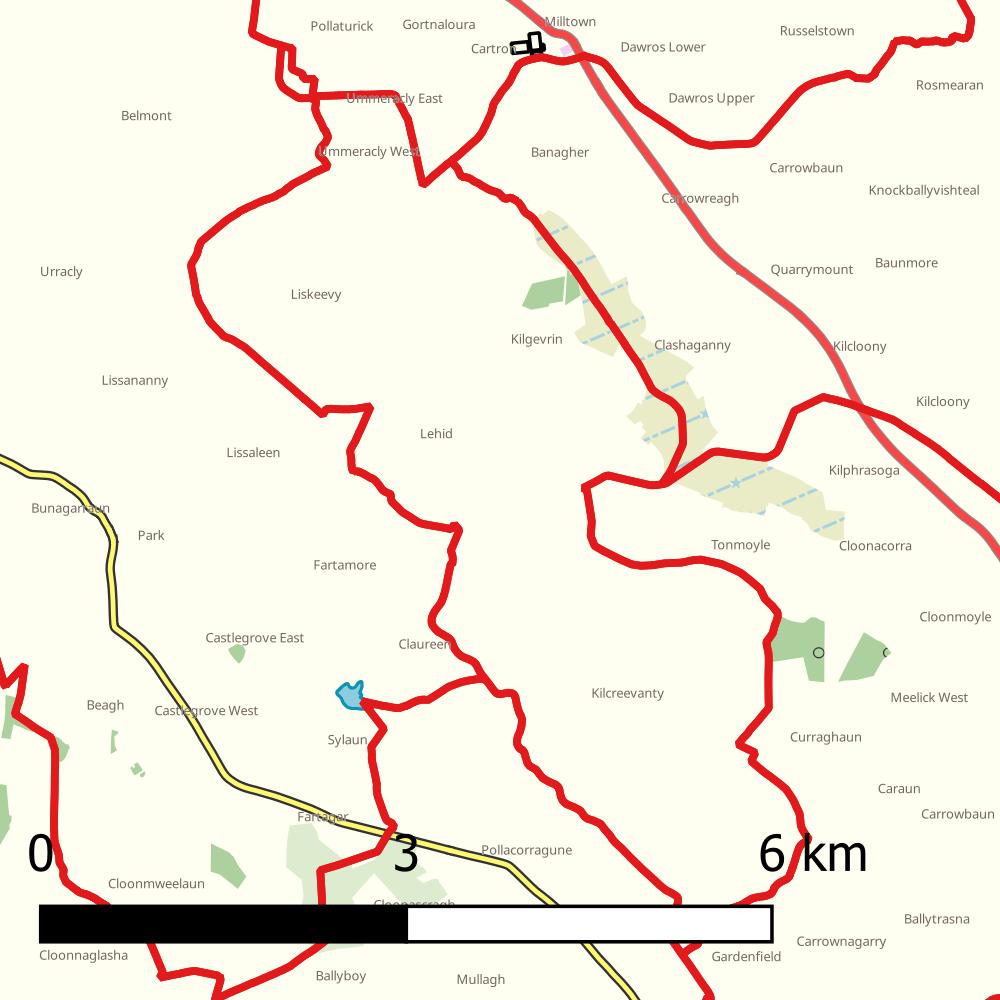 Milltown
Pollaturick
Gortnaloura
Russelstown
Cartron
Dawros Lower
Rosmearan
Ummeracly East
Dawros Upper
Belmont
Ummeracly West
Banagher
Carrowbaun
Knockballyvishteal
Carrowreagh
Baunmore
Urracly
Quarrymount
Liskeevy
Kilgevrin
Clashaganny
Kilcloony
Lissananny
Kilcloony
Lehid
Lissaleen
Kilphrasoga
Bunagarraun
Park
Tonmoyle
Cloonacorra
Fartamore
Cloonmoyle
Castlegrove East
Claureen
Kilcreevanty
Meelick West
Beagh
Castlegrove West
Sylaun
Curraghaun
Caraun
Fartagar
Carrowbaun
0
3
6 km
Pollacorragune
Cloonmweelaun
Cloonascragh
Ballytrasna
Carrownagarry
Cloonnaglasha
Gardenfield
Ballyboy
Mullagh